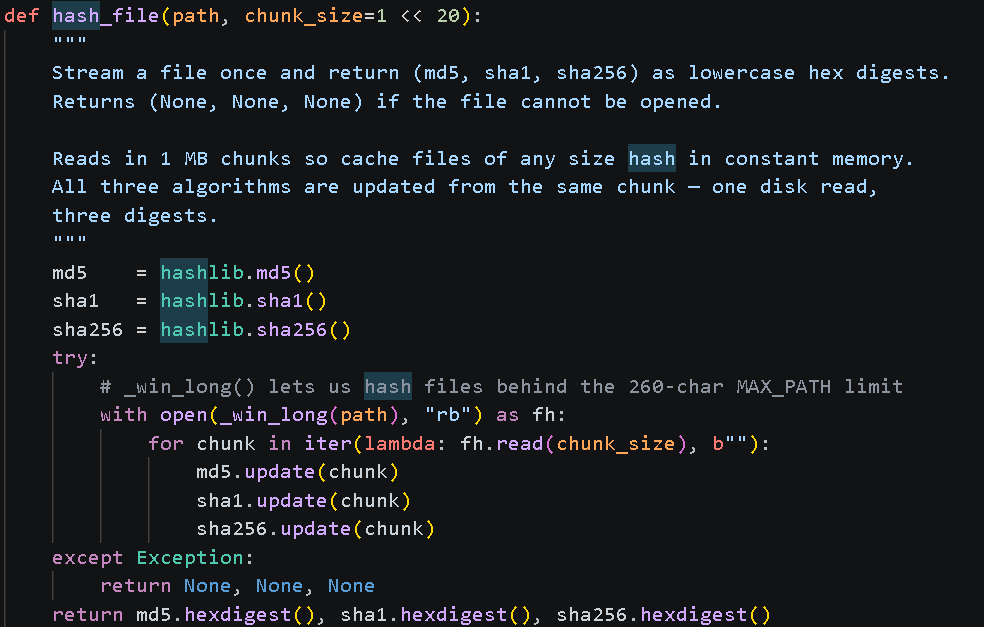 def hash_file(path, chunk_size=1 << 20):
    """
    Stream a file once and return (md5, sha1, sha256) as lowercase hex digests.
    Returns (None, None, None) if the file cannot be opened.

    Reads in 1 MB chunks so cache files of any size hash in constant memory.
    All three algorithms are updated from the same chunk — one disk read,
    three digests.
    """
    md5    = hashlib.md5()
    sha1   = hashlib.sha1()
    sha256 = hashlib.sha256()
    try:
        # _win_long() lets us hash files behind the 260-char MAX_PATH limit
        with open(_win_long(path), "rb") as fh:
            for chunk in iter(lambda: fh.read(chunk_size), b""):
                md5.update(chunk)
                sha1.update(chunk)
                sha256.update(chunk)
    except Exception:
        return None, None, None
    return md5.hexdigest(), sha1.hexdigest(), sha256.hexdigest()